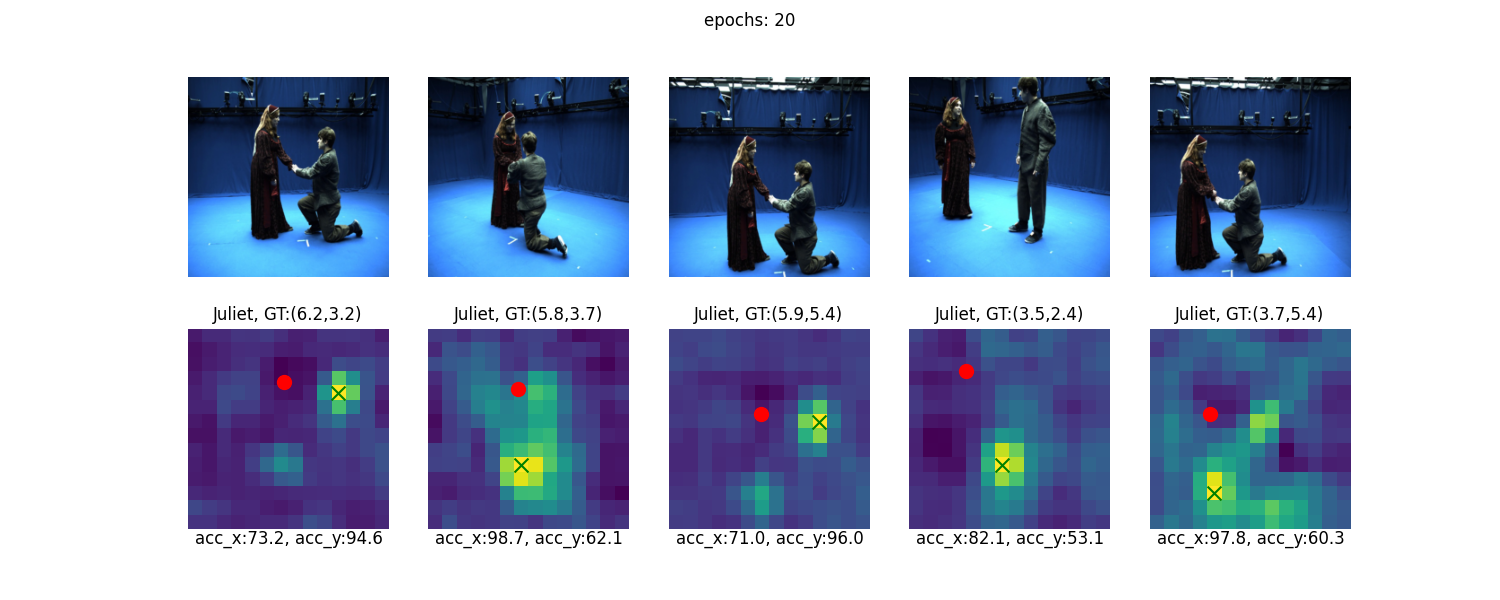 epochs: 20
Juliet, GT:(6.2,3.2)
Juliet, GT:(5.8,3.7)
Juliet, GT:(5.9,5.4)
Juliet, GT:(3.5,2.4)
Juliet, GT:(3.7,5.4)
acc_x:73.2, acc_y:94.6
acc_x:98.7, acc_y:62.1
acc_x:71.0, acc_y:96.0
acc_x:82.1, acc_y:53.1
acc_x:97.8, acc_y:60.3